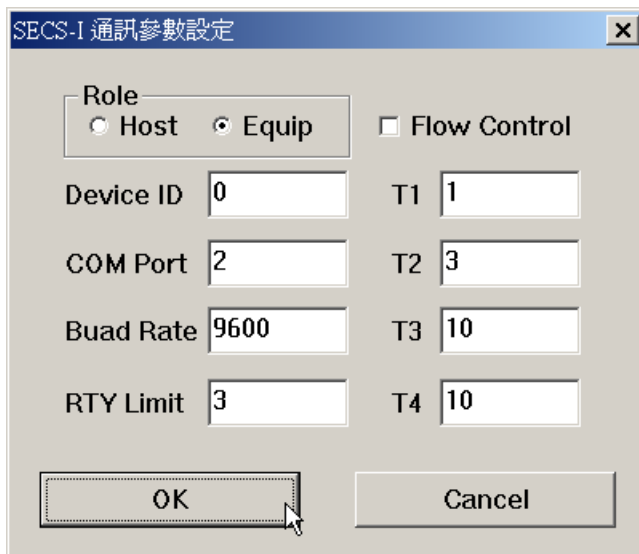 SECS-I 通訊參數設定
Role
Host Equip Flow Control
Device ID 0 T1 1
COM Port 2 T2 3
Buad Rate 9600 T3 10
RTY Limit 3 T4 10
OK Cancel